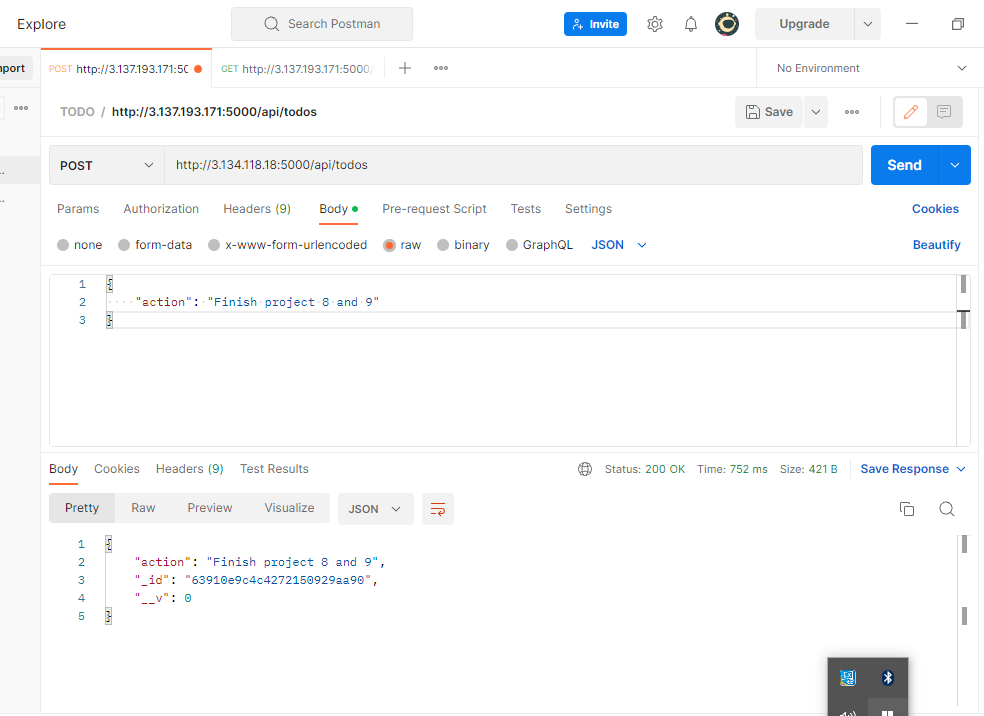 Explore
Search Postman
Invite
Upgrade
mport
POST http://3.137.193.171:50
GET http://3.137.193.171:5000/
No Environment
TODO / http://3.137.193.171:5000/api/todos
Save
POST
http://3.134.118.18:5000/api/todos
Send
Params Authorization Headers (9) Body Pre-request Script Tests Settings Cookies
none form-data x-www-form-urlencoded raw binary GraphQL JSON Beautify
1 {
2 "action": "Finish project 8 and 9"
3 }
Body Cookies Headers (9) Test Results
Status: 200 OK Time: 752 ms Size: 421 B Save Response
Pretty Raw Preview Visualize JSON
1 {
2 "action": "Finish project 8 and 9",
3 "_id": "63910e9c4c4272150929aa90",
4 "__v": 0
5 }